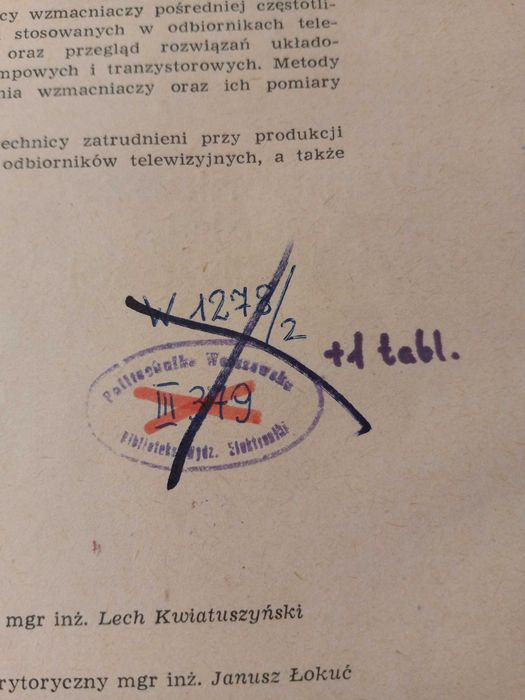 cy wzmacniaczy pośredniej częstotli-
stosowanych w odbiornikach tele-
oraz przegląd rozwiązań układo-
mpowych i tranzystorowych. Metody
nia wzmacniaczy oraz ich pomiary
echnicy zatrudnieni przy produkcji
odbiorników telewizyjnych, a także
W 1278/2
+1 tabl.
Politechnika Warszawska
III 379
Biblioteka Wydz. Elektroniki
mgr inż. Lech Kwiatuszyński
rytoryczny mgr inż. Janusz Łokuć